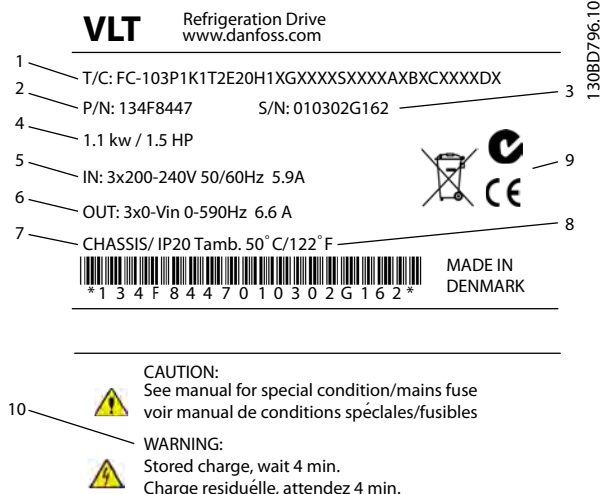 VLT
Refrigeration Drive
www.danfoss.com
130BD796.10
1
T/C: FC-103P1K1T2E20H1XGXXXXSXXXXAXBXCXXXXDX
2
P/N: 134F8447 S/N: 010302G162
3
4
1.1 kw / 1.5 HP
5
IN: 3x200-240V 50/60Hz 5.9A
9
6
OUT: 3x0-Vin 0-590Hz 6.6 A
7
CHASSIS/ IP20 Tamb. 50˚C/122˚F
8
CE
*134F8447010302G162*
MADE IN
DENMARK
CAUTION:
See manual for special condition/mains fuse
voir manual de conditions spéclales/fusibles
10
WARNING:
Stored charge, wait 4 min.
Charge residuélle, attendez 4 min.